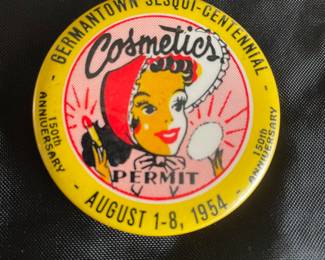 - GERMANTOWN SESQUI-CENTENNIAL -
Cosmetics
PERMIT
150th ANNIVERSARY
150th ANNIVERSARY
- AUGUST 1-8, 1954 -